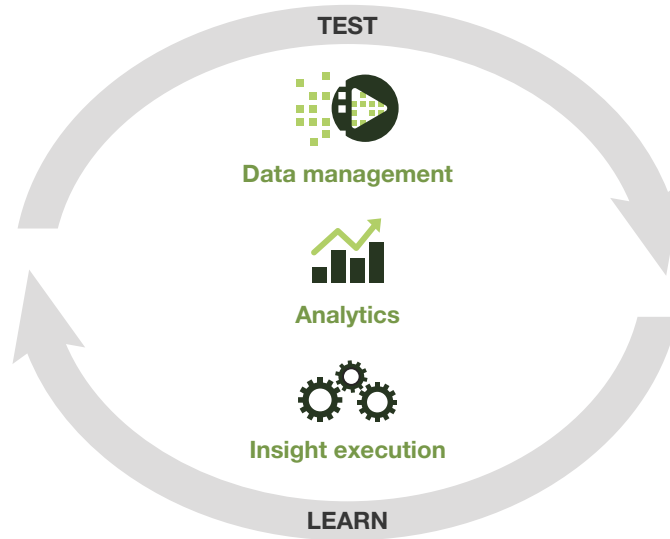 TEST
Data management
Analytics
Insight execution
LEARN